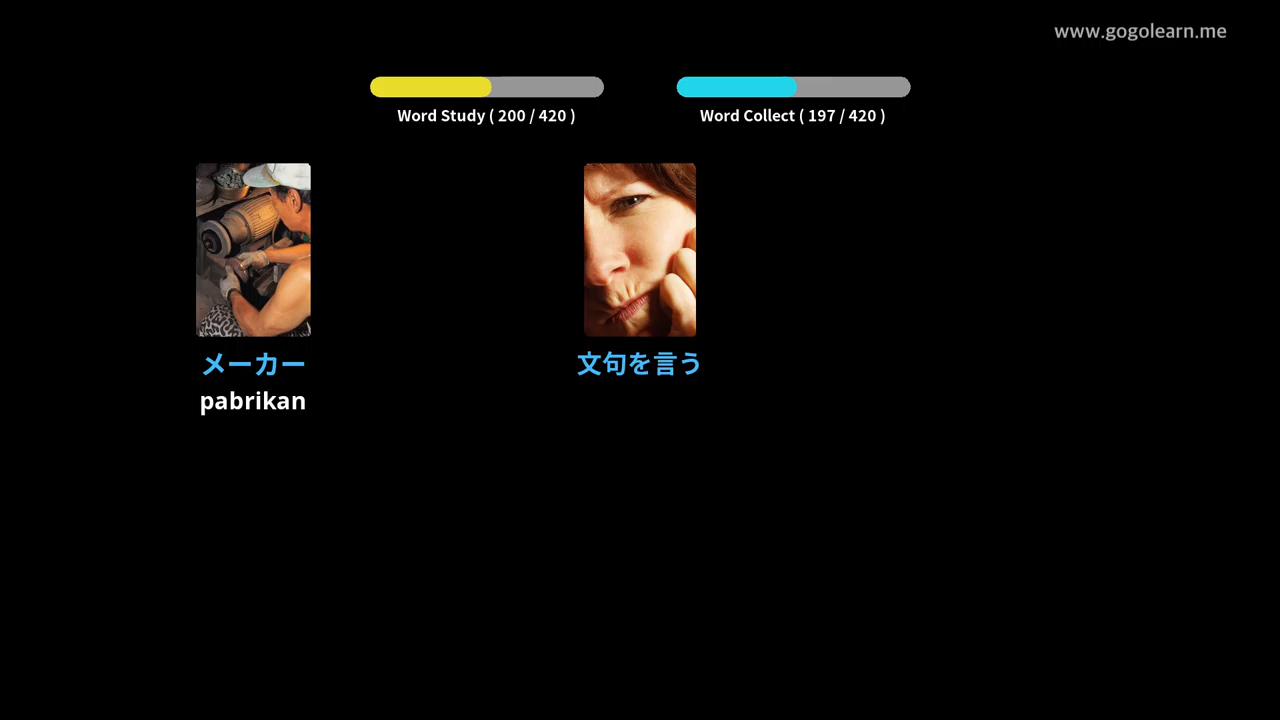 www.gogolearn.me
Word Study ( 200 / 420 )
Word Collect ( 197 / 420 )
メーカー
文句を言う
pabrikan